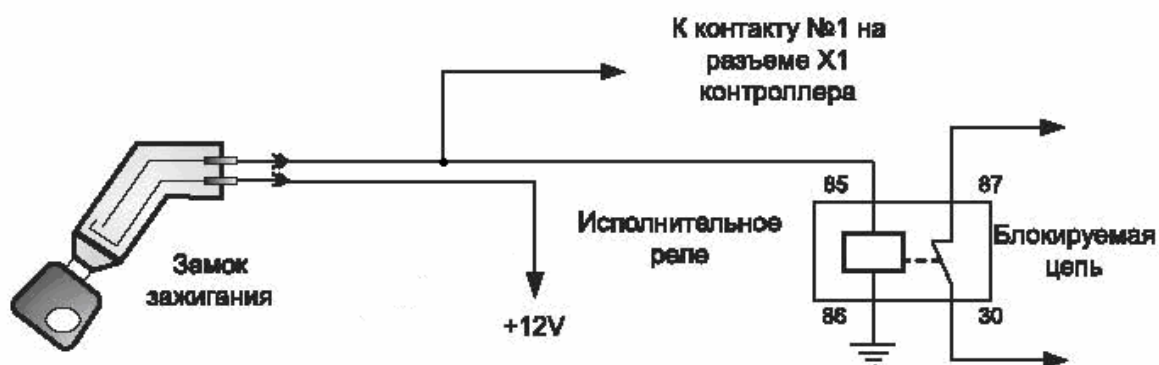 К контакту №1 на
разъеме X1
контроллера
85
87
Исполнительное
реле
Блокируемая
цепь
Замок
зажигания
+12V
86
30